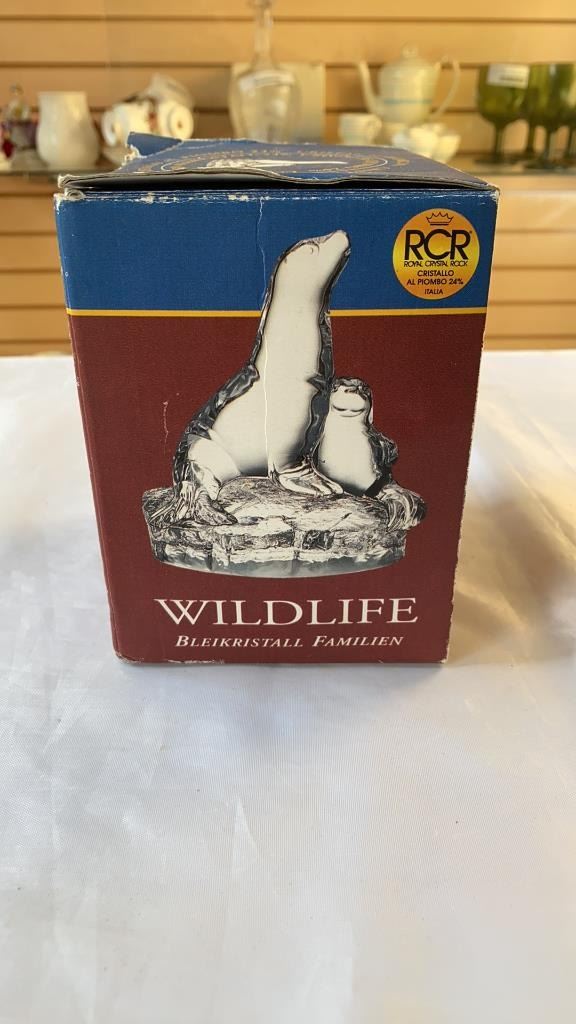 RCR
ROYAL CRYSTAL ROCK
CRISTALLO
AL PIOMBO 24%
ITALIA
WILDLIFE
BLEIKRISTALL FAMILIEN